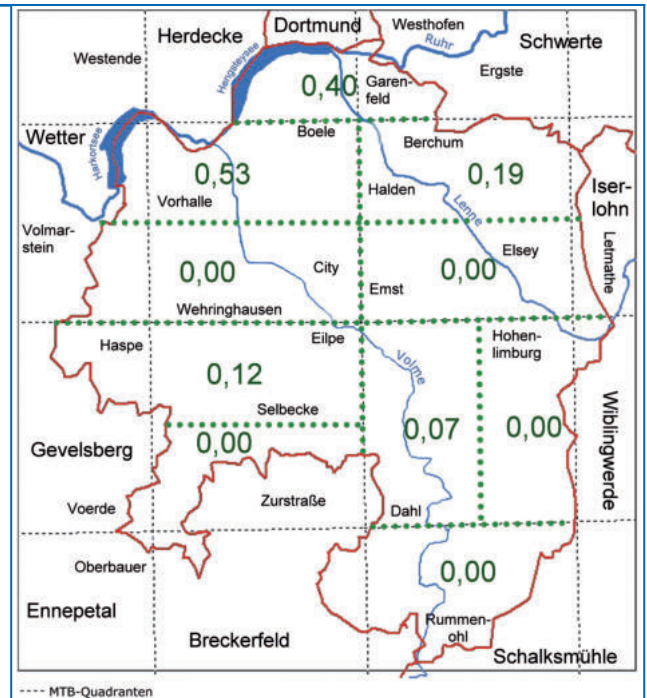 Dortmund
Westhofen
Herdecke
Ruhr
Schwerte
Westende
Hengsteysee
Ergste
0,40
Garen-
feld
Boele
Wetter
Harkortsee
Berchum
0,53
0,19
Halden
Iser-
lohn
Vorhalle
Lenne
Volmar-
stein
Elsey
Letmathe
0,00
City
0,00
Emst
Wehringhausen
Haspe
Eilpe
Hohen-
limburg
Volme
0,12
Selbecke
0,07
0,00
Wiblingwerde
0,00
Gevelsberg
Zurstraße
Voerde
Dahl
Oberbauer
0,00
Ennepetal
Rummen-
ohl
Breckerfeld
Schalksmühle
---- MTB-Quadranten